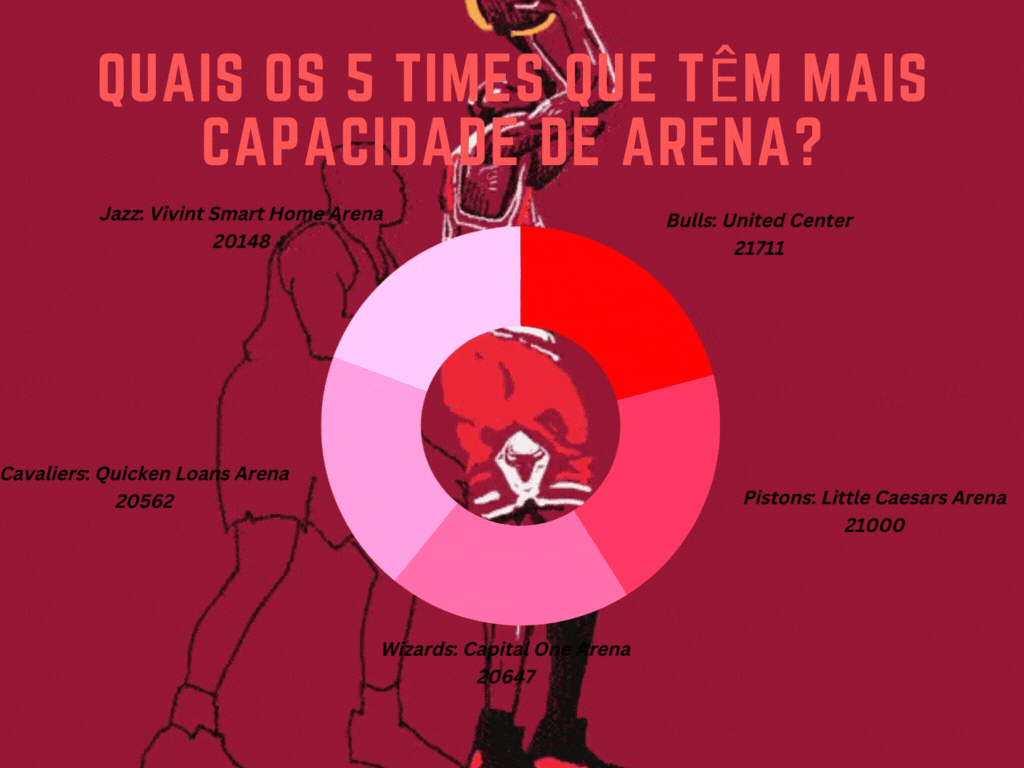 QUAIS OS 5 TIMES QUE TÊM MAIS
CAPACIDADE DE ARENA?
Jazz: Vivint Smart Home Arena
20148
Bulls: United Center
21711
Cavaliers: Quicken Loans Arena
20562
Pistons: Little Caesars Arena
21000
Wizards: Capital One Arena
20647